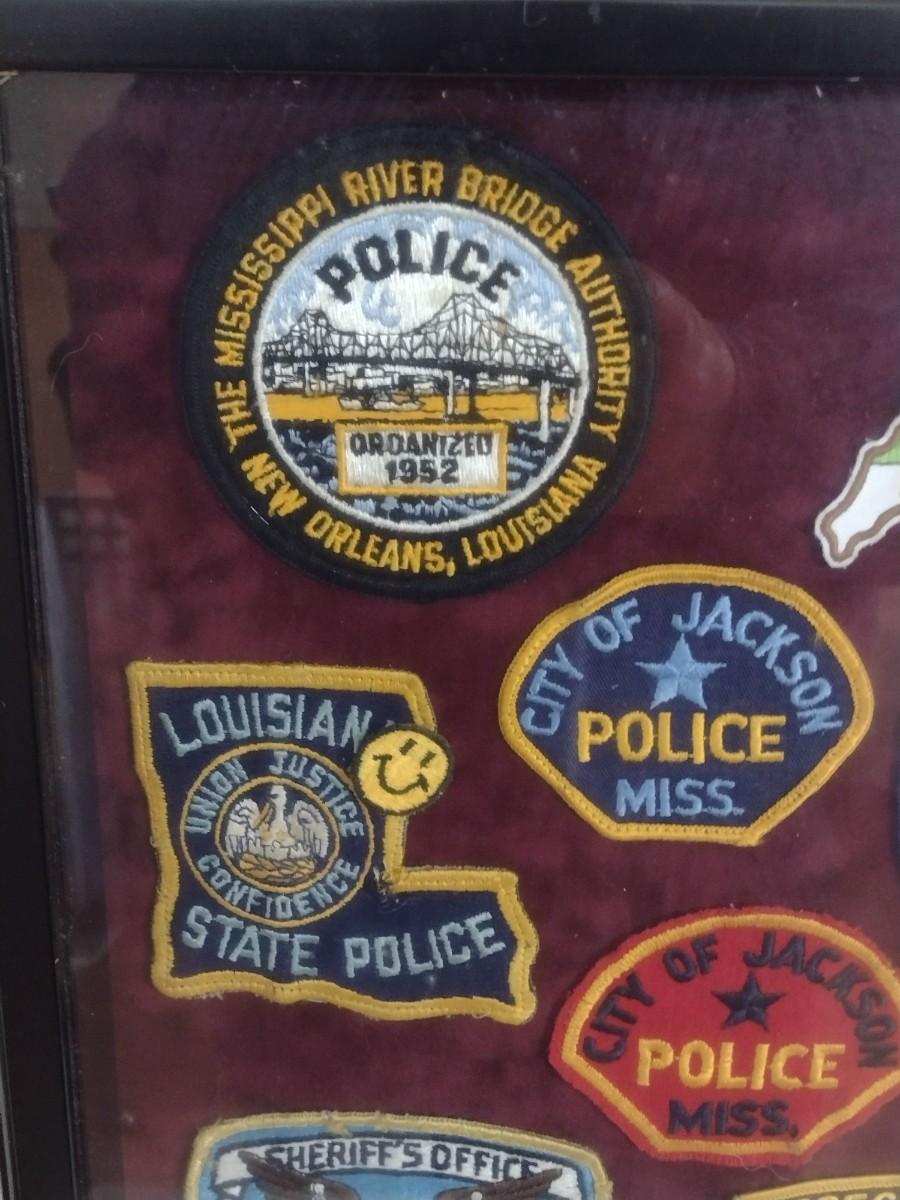 THE MISSISSIPPI RIVER BRIDGE AUTHORITY
POLICE
ORGANIZED
1952
NEW ORLEANS, LOUISIANA
CITY OF JACKSON
POLICE
MISS.
LOUISIAN
UNION JUSTICE
CONFIDENCE
STATE POLICE
CITY OF JACKSON
POLICE
MISS.
SHERIFF'S OFFICE